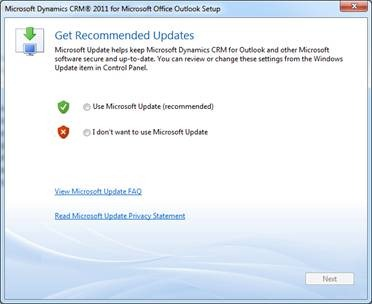 Microsoft Dynamics CRM® 2011 for Microsoft Office Outlook Setup
Get Recommended Updates
Microsoft Update helps keep Microsoft Dynamics CRM for Outlook and other Microsoft
software secure and up-to-date. You can review or change these settings from the Windows
Update item in Control Panel.
Use Microsoft Update (recommended)
I don't want to use Microsoft Update
View Microsoft Update FAQ
Read Microsoft Update Privacy Statement
Next